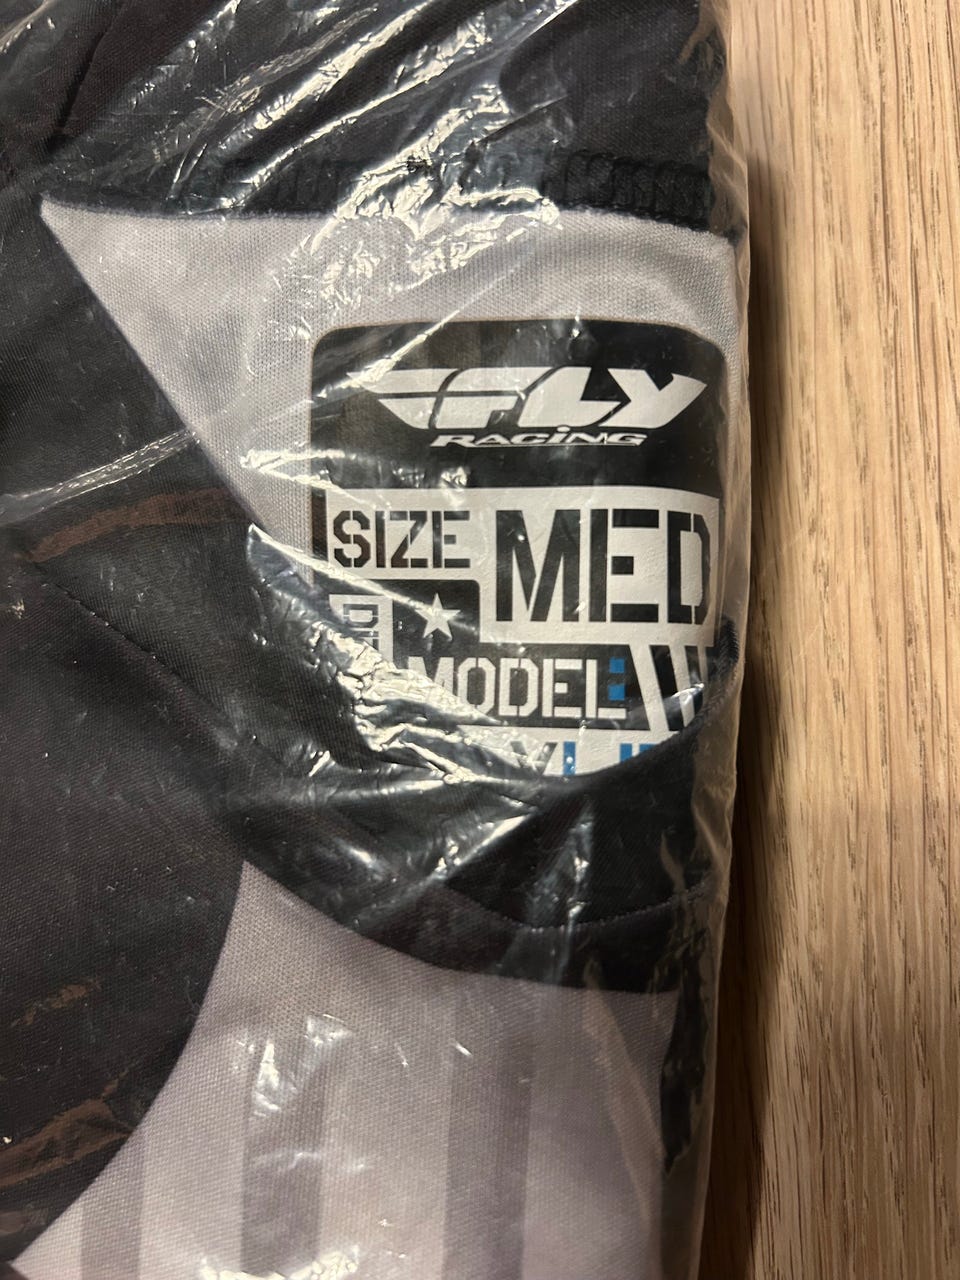 FLY
RACING
SIZE MED
MODEL: